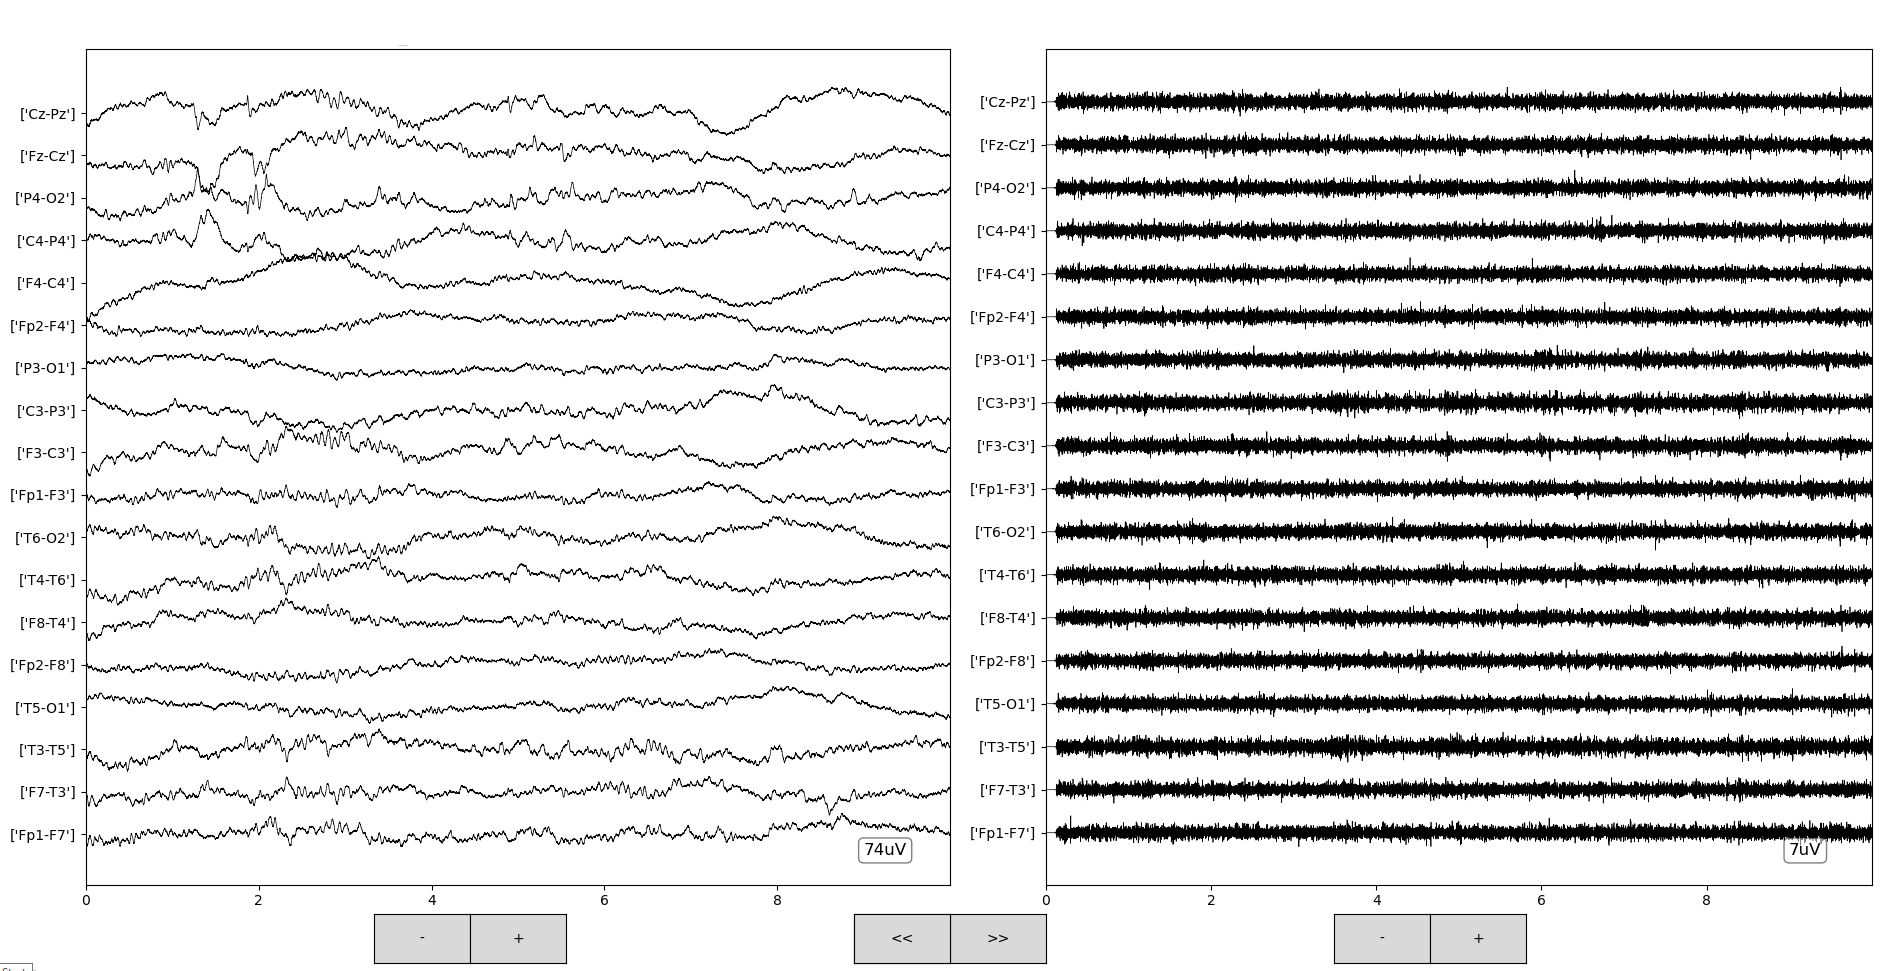 ['Cz-Pz']
['Fz-Cz']
['P4-O2']
['C4-P4']
['F4-C4']
['Fp2-F4']
['P3-O1']
['C3-P3']
['F3-C3']
['Fp1-F3']
['T6-O2']
['T4-T6']
['F8-T4']
['Fp2-F8']
['T5-O1']
['T3-T5']
['F7-T3']
['Fp1-F7']
74uV
0 2 4 6 8
['Cz-Pz']
['Fz-Cz']
['P4-O2']
['C4-P4']
['F4-C4']
['Fp2-F4']
['P3-O1']
['C3-P3']
['F3-C3']
['Fp1-F3']
['T6-O2']
['T4-T6']
['F8-T4']
['Fp2-F8']
['T5-O1']
['T3-T5']
['F7-T3']
['Fp1-F7']
7uV
0 2 4 6 8
- + << >> - +